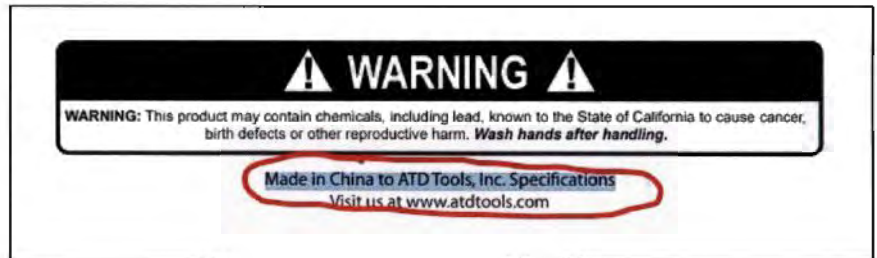 WARNING
WARNING: This product may contain chemicals, including lead, known to the State of California to cause cancer,
birth defects or other reproductive harm. Wash hands after handling.
Made in China to ATD Tools, Inc. Specifications
Visit us at www.atdtools.com